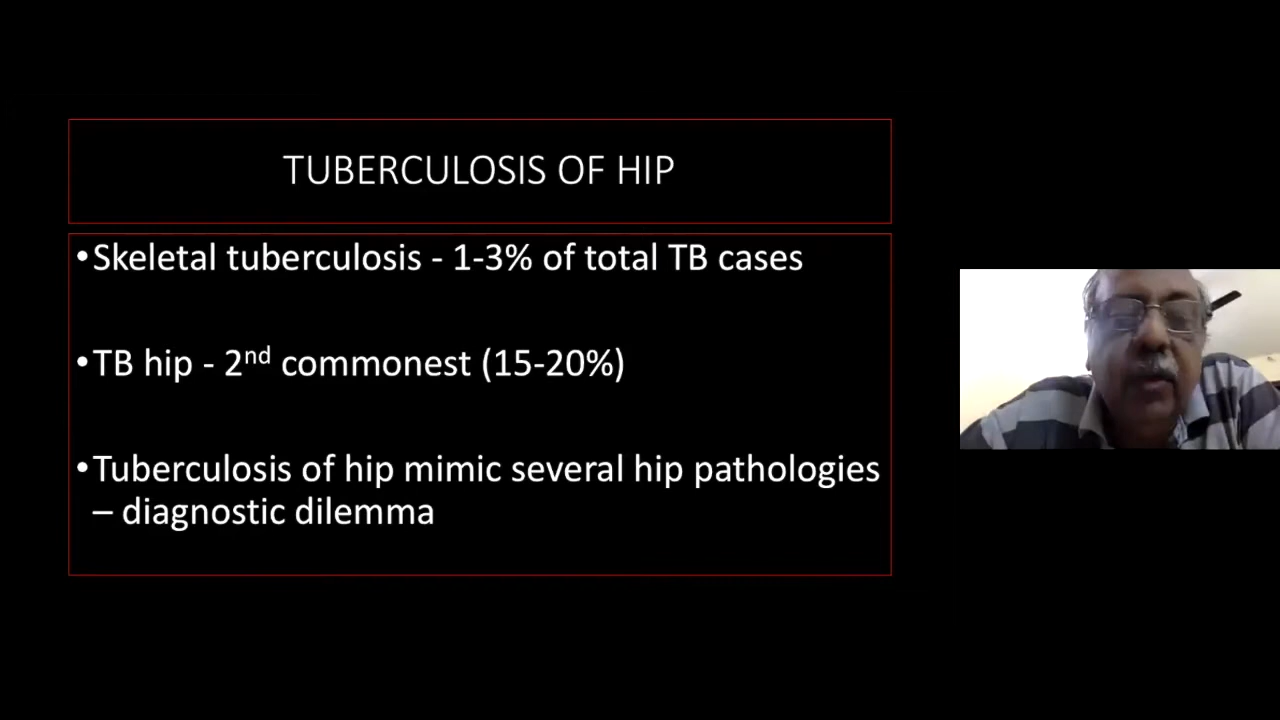 TUBERCULOSIS OF HIP
•Skeletal tuberculosis - 1-3% of total TB cases
•TB hip - 2nd commonest (15-20%)
•Tuberculosis of hip mimic several hip pathologies
– diagnostic dilemma